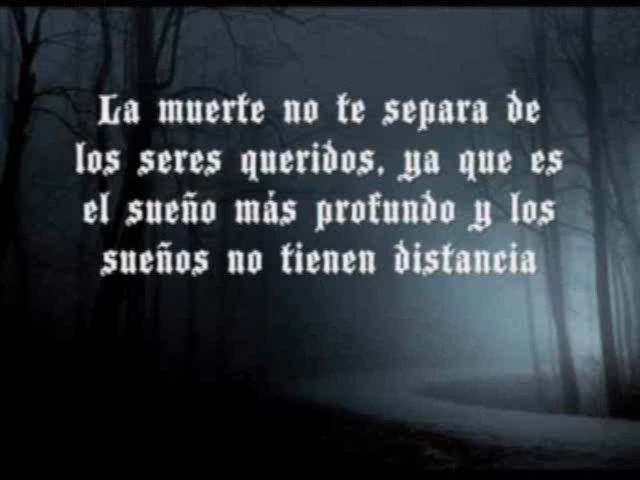 La muerte no te separa de
los seres queridos, ya que es
el sueño más profundo y los
sueños no tienen distancia